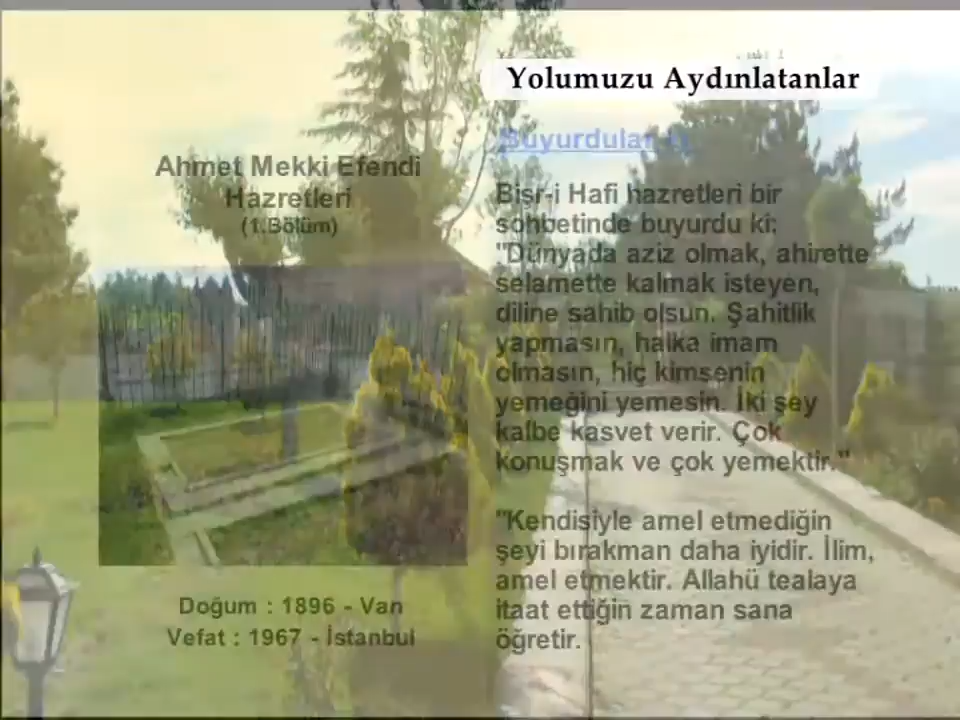 Yolumuzu Aydınlatanlar
Ahmet Mekki Efendi
Hazretleri
(1.Bölüm)
Doğum : 1896 - Van
Vefat : 1967 - İstanbul
Buyurdular
Bişr-i Hafi hazretleri bir
sohbetinde buyurdu ki:
"Dünyada aziz olmak, ahirette
selamette kalmak isteyen,
diline sahib olsun. Şahitlik
yapmasın, halka imam
olmasın, hiç kimsenin
yemeğini yemesin. İki şey
kalbe kasvet verir. Çok
konuşmak ve çok yemektir."
"Kendisiyle amel etmediğin
şeyi bırakman daha iyidir. İlim,
amel etmektir. Allahü tealaya
itaat ettiğin zaman sana
öğretir.